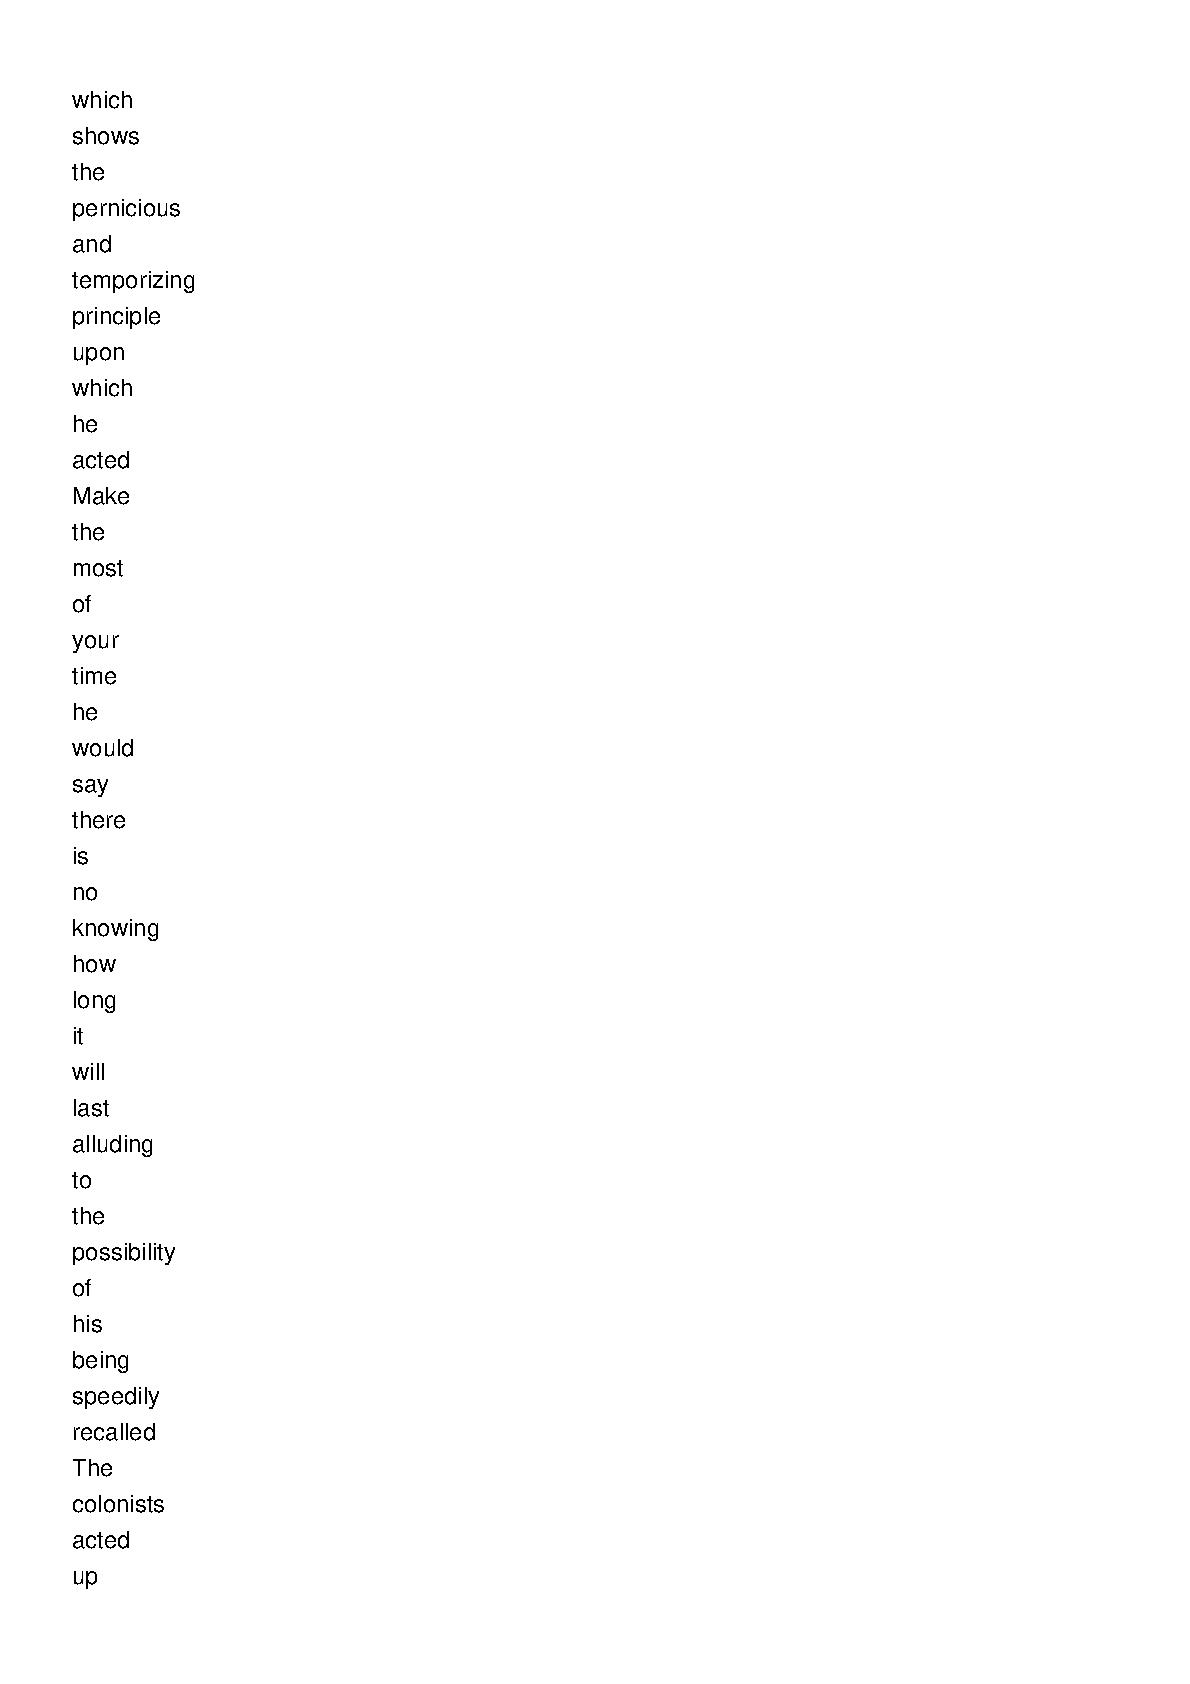 which
shows
the
pernicious
and
temporizing
principle
upon
which
he
acted
Make
the
most
of
your
time
he
would
say
there
is
no
knowing
how
long
it
will
last
alluding
to
the
possibility
of
his
being
speedily
recalled
The
colonists
acted
up